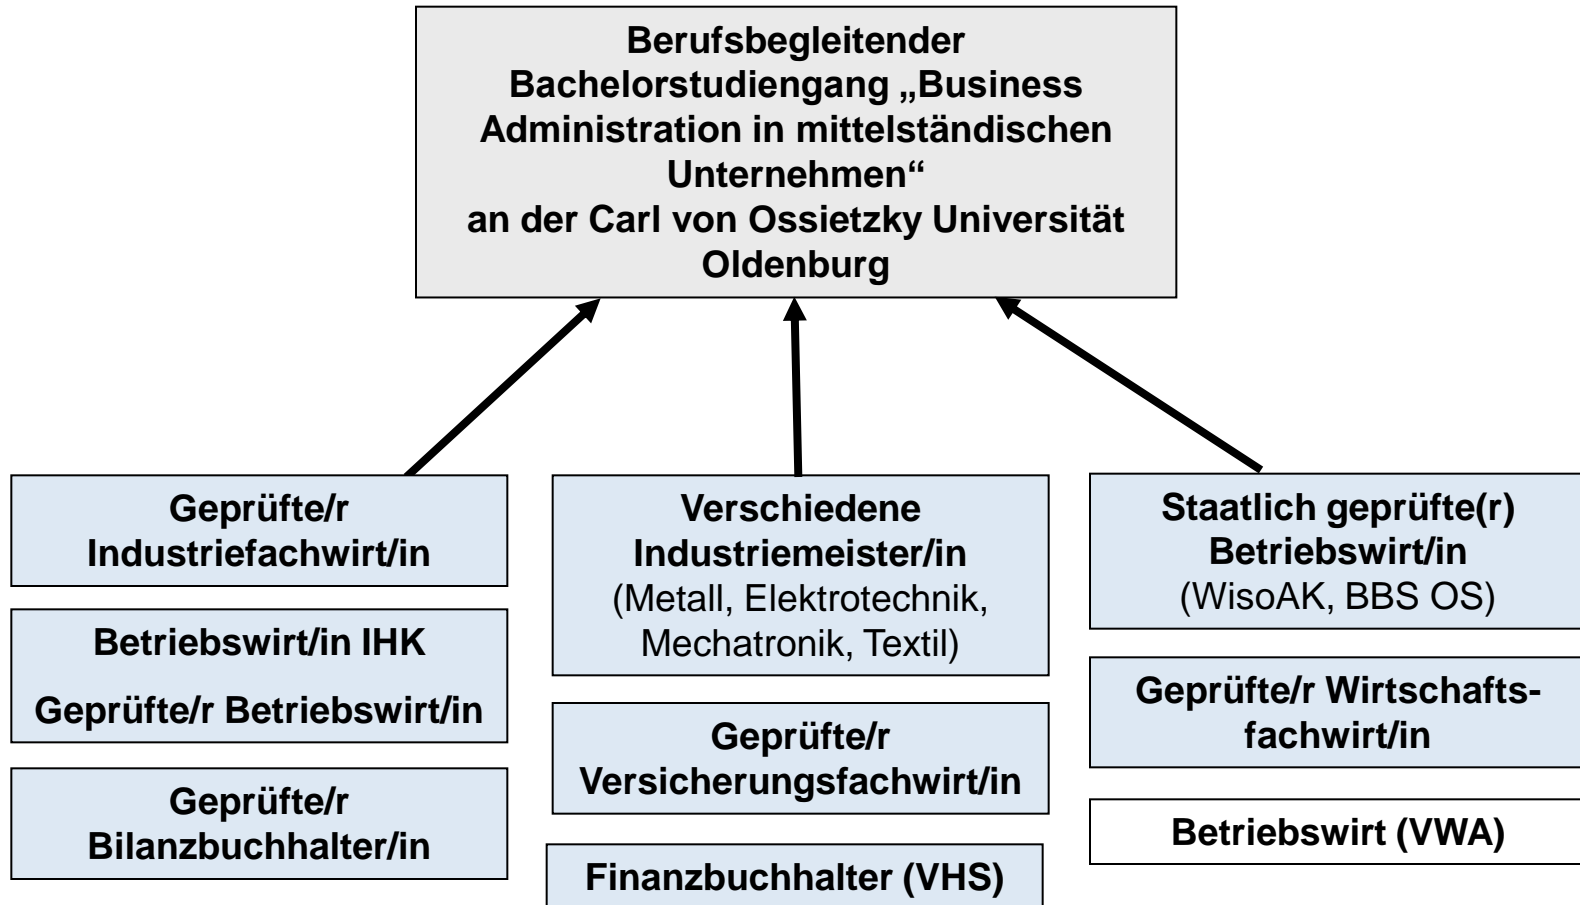 Berufsbegleitender
Bachelorstudiengang „Business
Administration in mittelständischen
Unternehmen“
an der Carl von Ossietzky Universität
Oldenburg
Geprüfte/r
Industriefachwirt/in
Betriebswirt/in IHK
Geprüfte/r Betriebswirt/in
Geprüfte/r
Bilanzbuchhalter/in
Verschiedene
Industriemeister/in
(Metall, Elektrotechnik,
Mechatronik, Textil)
Geprüfte/r
Versicherungsfachwirt/in
Finanzbuchhalter (VHS)
Staatlich geprüfte(r)
Betriebswirt/in
(WisoAK, BBS OS)
Geprüfte/r Wirtschafts-
fachwirt/in
Betriebswirt (VWA)